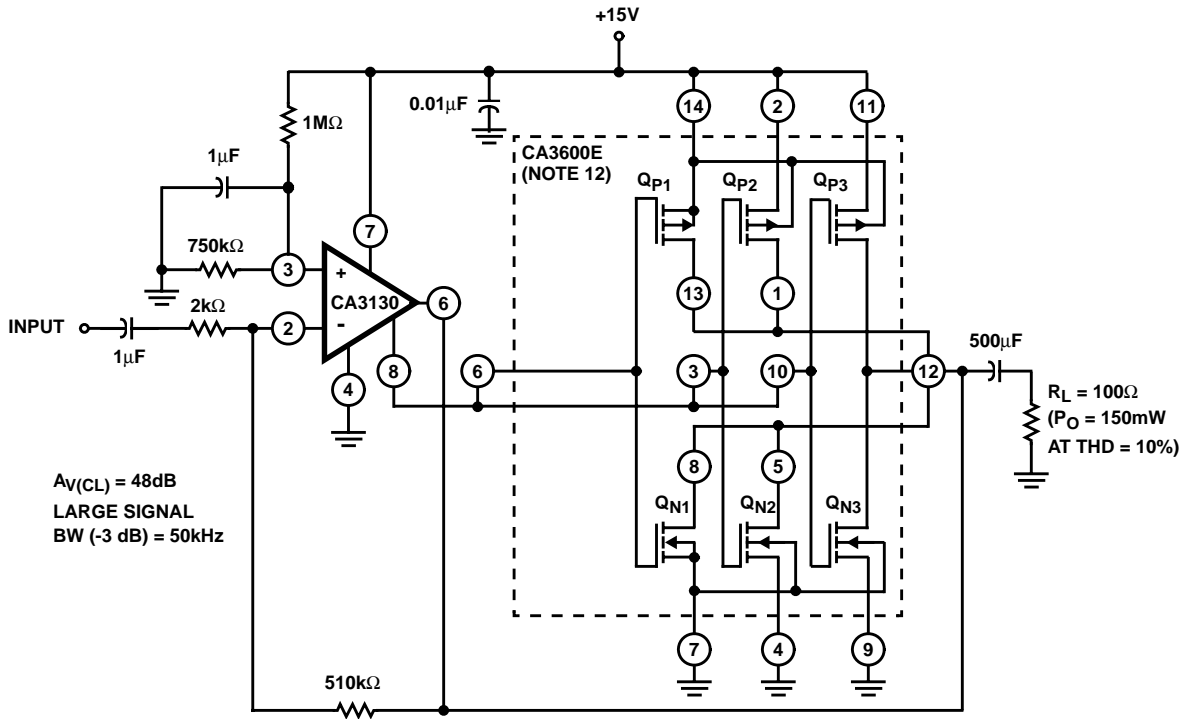 +15V
0.01μF
1MΩ
1μF
14
2
11
CA3600E
(NOTE 12)
QP1
QP2
QP3
7
750kΩ
3
+
CA3130
6
2kΩ
INPUT
2
-
1μF
4
8
13
1
6
3
10
12
500μF
RL = 100Ω
(PO = 150mW
AT THD = 10%)
8
5
AV(CL) = 48dB
LARGE SIGNAL
BW (-3 dB) = 50kHz
QN1
QN2
QN3
7
4
9
510kΩ